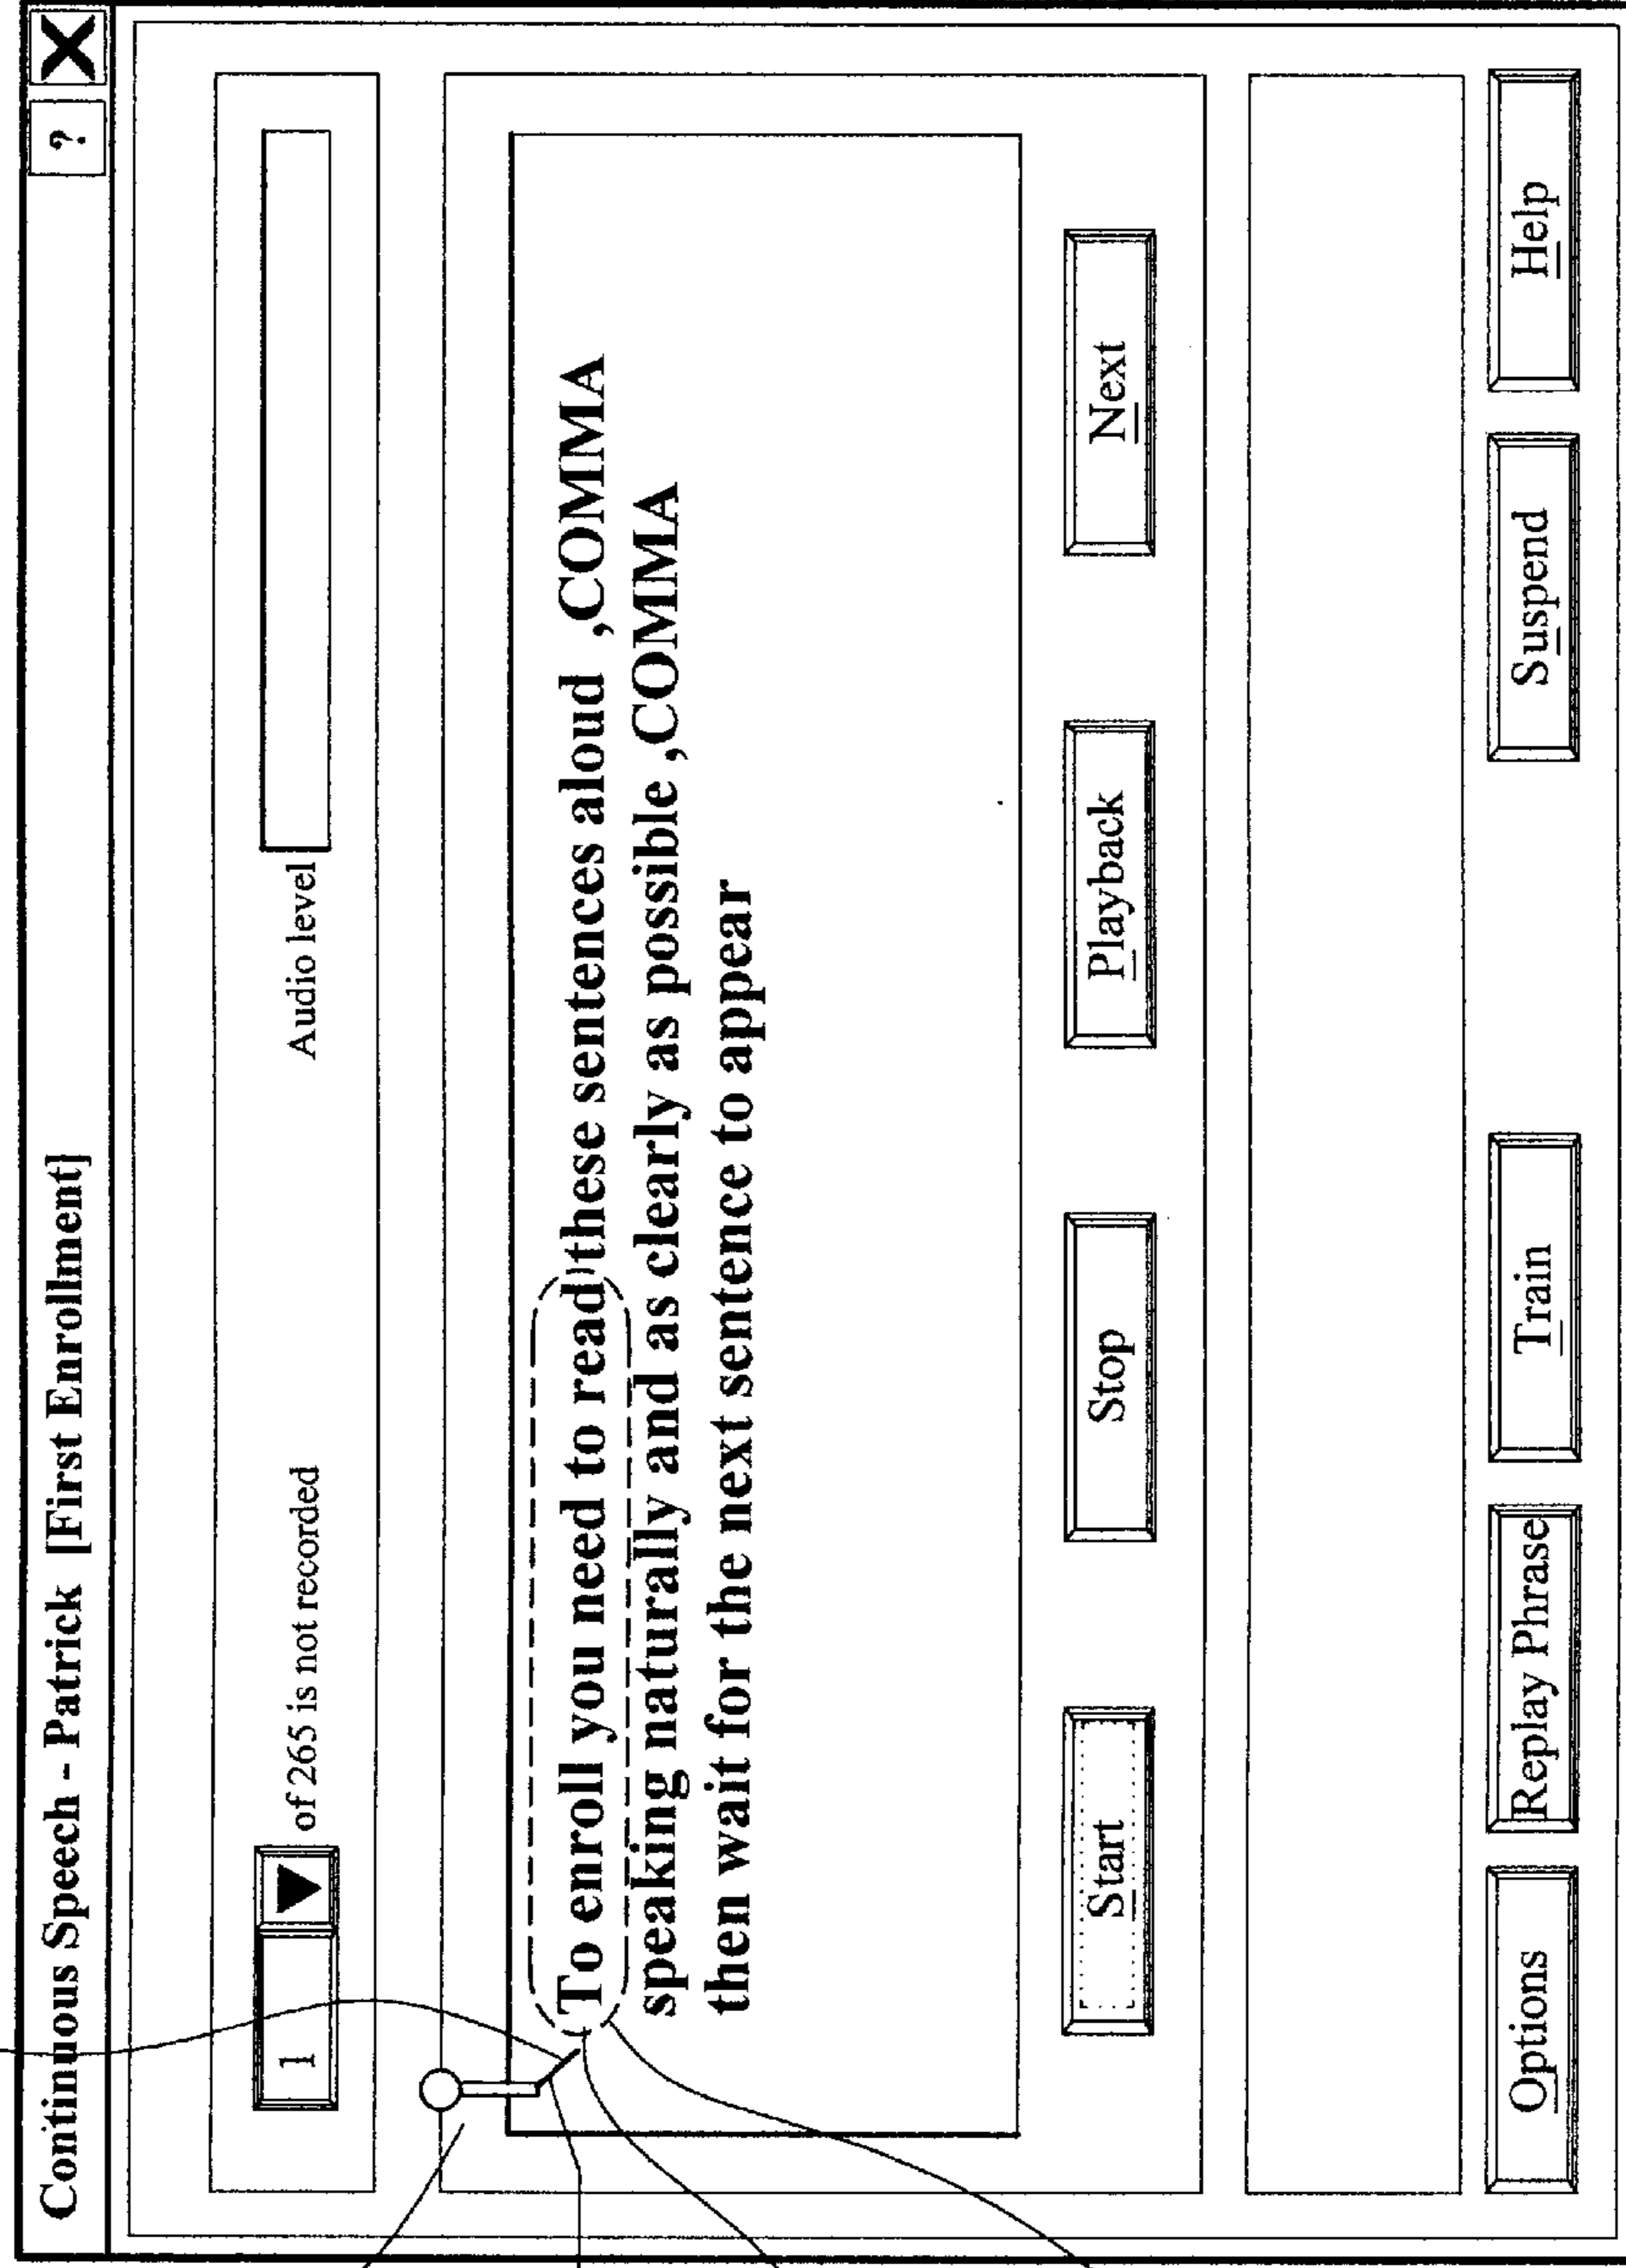 Continuous Speech - Patrick [First Enrollment] ? X
1 of 265 is not recorded Audio level
To enroll you need to read these sentences aloud ,COMMA
speaking naturally and as clearly as possible ,COMMA
then wait for the next sentence to appear
Start Stop Playback Next
Options Replay Phrase Train Suspend Help